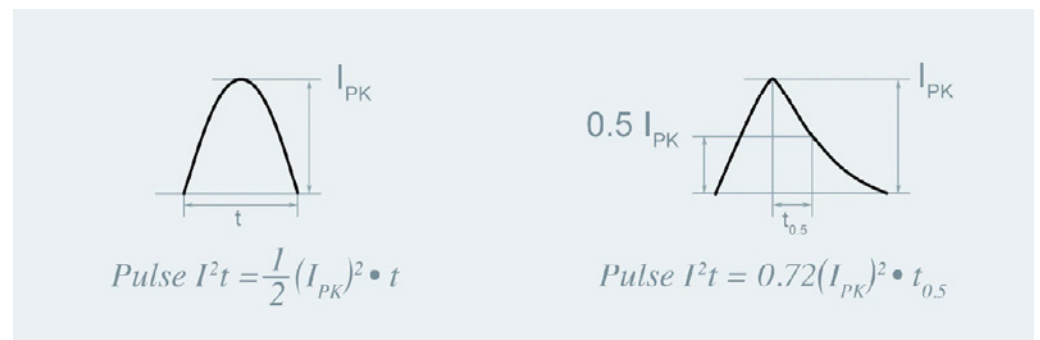 I_PK
t
Pulse I²t = 1/2 (I_PK)² • t
I_PK
0.5 I_PK
t_0.5
Pulse I²t = 0.72(I_PK)² • t_0.5